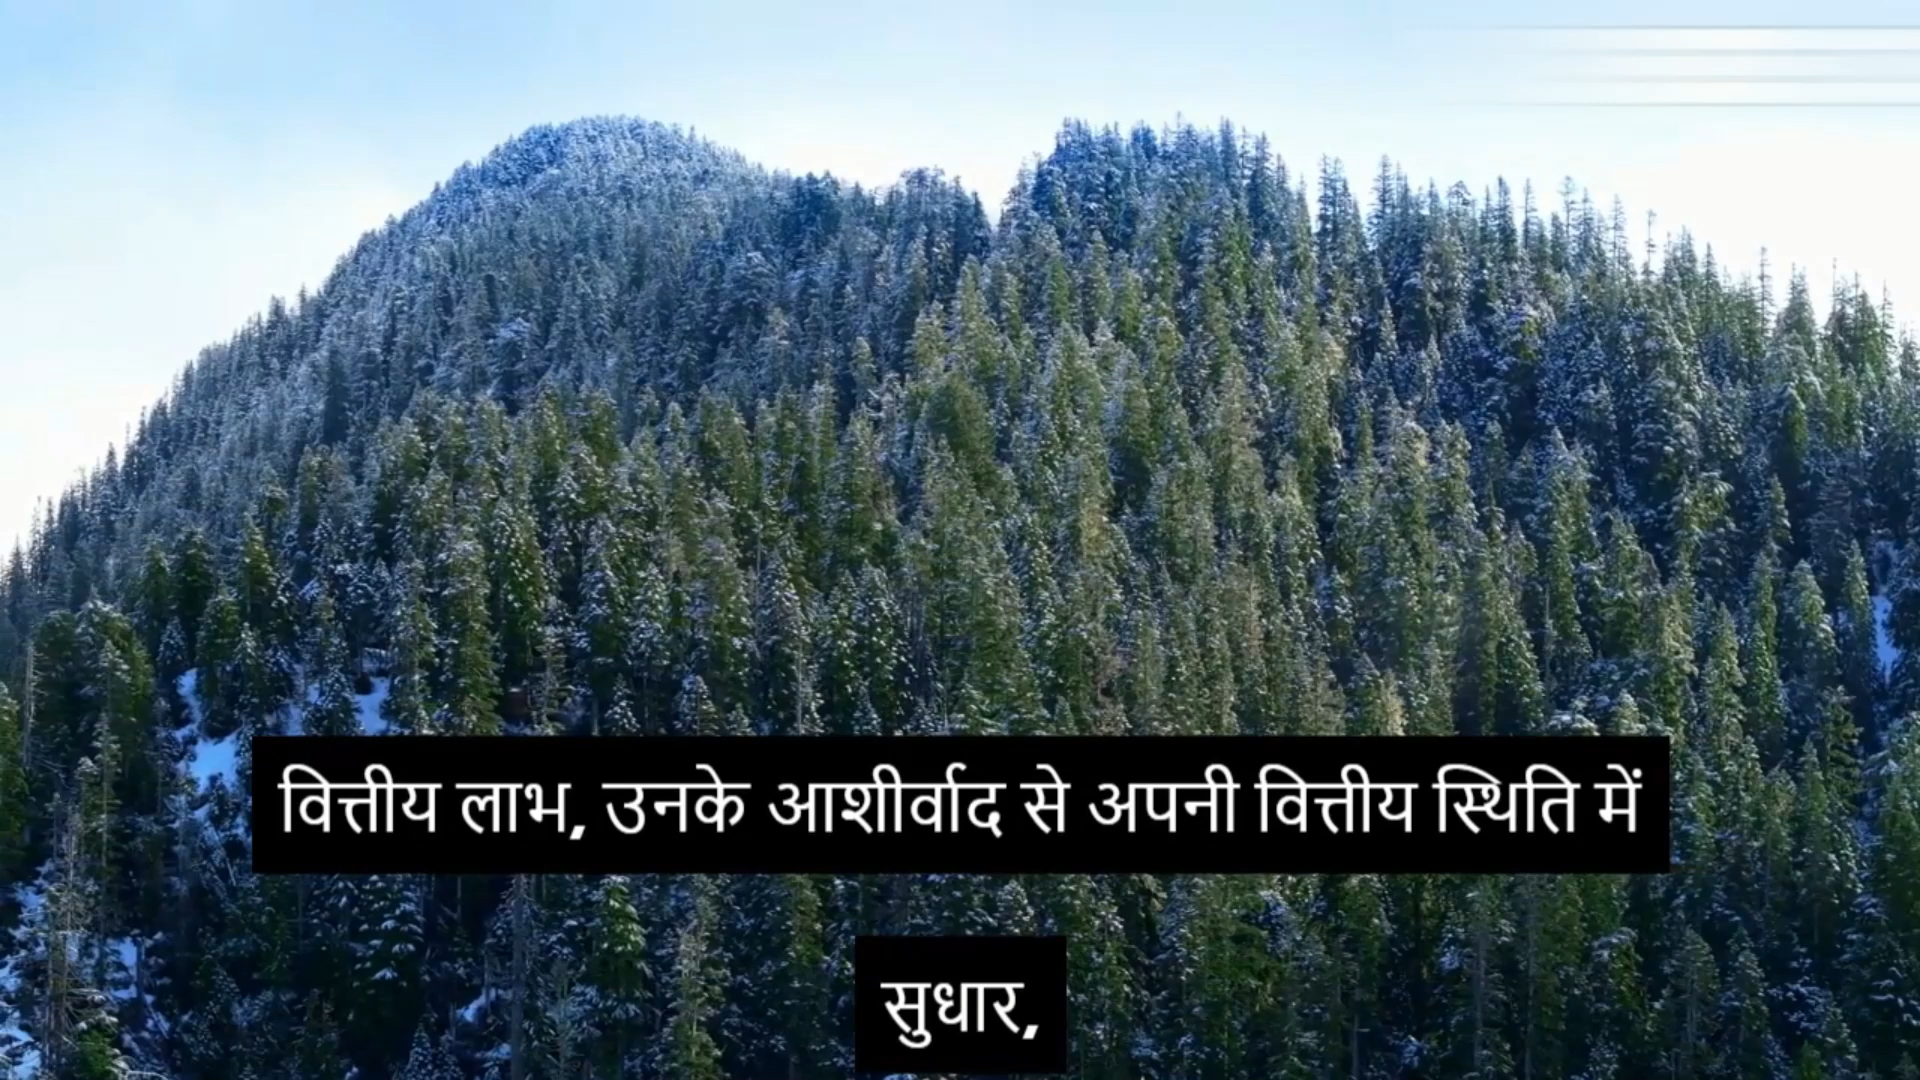 वित्तीय लाभ, उनके आशीर्वाद से अपनी वित्तीय स्थिति में
सुधार,